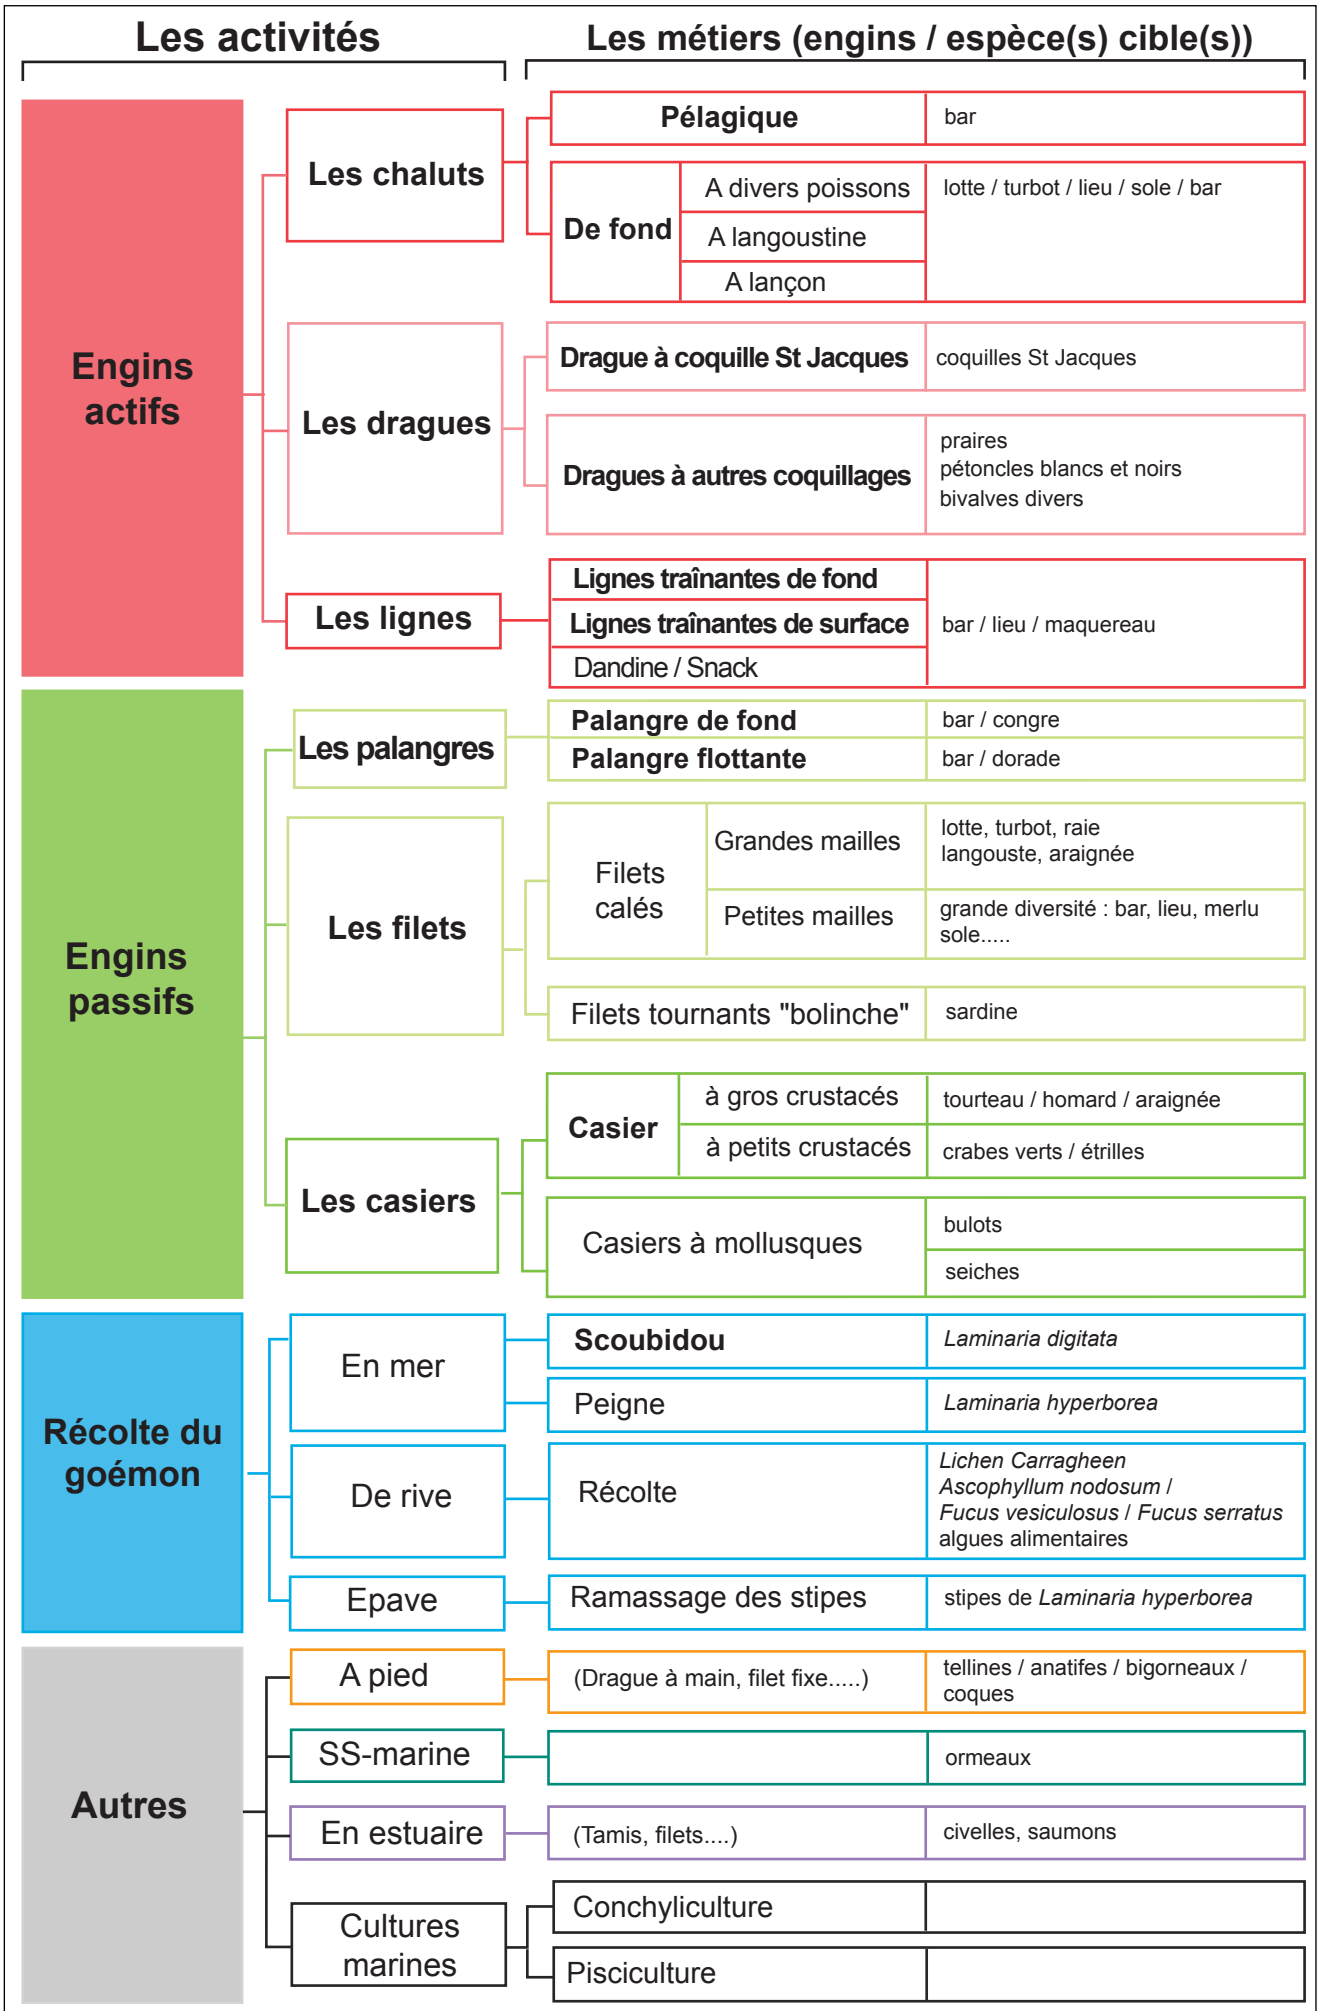 Les activités
Les métiers (engins / espèce(s) cible(s))
Engins
actifs
Les chaluts
Pélagique
bar
De fond
A divers poissons
lotte / turbot / lieu / sole / bar
A langoustine
A lançon
Les dragues
Drague à coquille St Jacques
coquilles St Jacques
Dragues à autres coquillages
praires
pétoncles blancs et noirs
bivalves divers
Les lignes
Lignes traînantes de fond
Lignes traînantes de surface
Dandine / Snack
bar / lieu / maquereau
Engins
passifs
Les palangres
Palangre de fond
bar / congre
Palangre flottante
bar / dorade
Les filets
Filets
calés
Grandes mailles
lotte, turbot, raie
langouste, araignée
Petites mailles
grande diversité : bar, lieu, merlu
sole.....
Filets tournants "bolinche"
sardine
Les casiers
Casier
à gros crustacés
tourteau / homard / araignée
à petits crustacés
crabes verts / étrilles
Casiers à mollusques
bulots
seiches
Récolte du
goémon
En mer
Scoubidou
Laminaria digitata
Peigne
Laminaria hyperborea
De rive
Récolte
Lichen Carragheen
Ascophyllum nodosum /
Fucus vesiculosus / Fucus serratus
algues alimentaires
Epave
Ramassage des stipes
stipes de Laminaria hyperborea
Autres
A pied
(Drague à main, filet fixe.....)
tellines / anatifes / bigorneaux /
coques
SS-marine
ormeaux
En estuaire
(Tamis, filets....)
civelles, saumons
Cultures
marines
Conchyliculture
Pisciculture